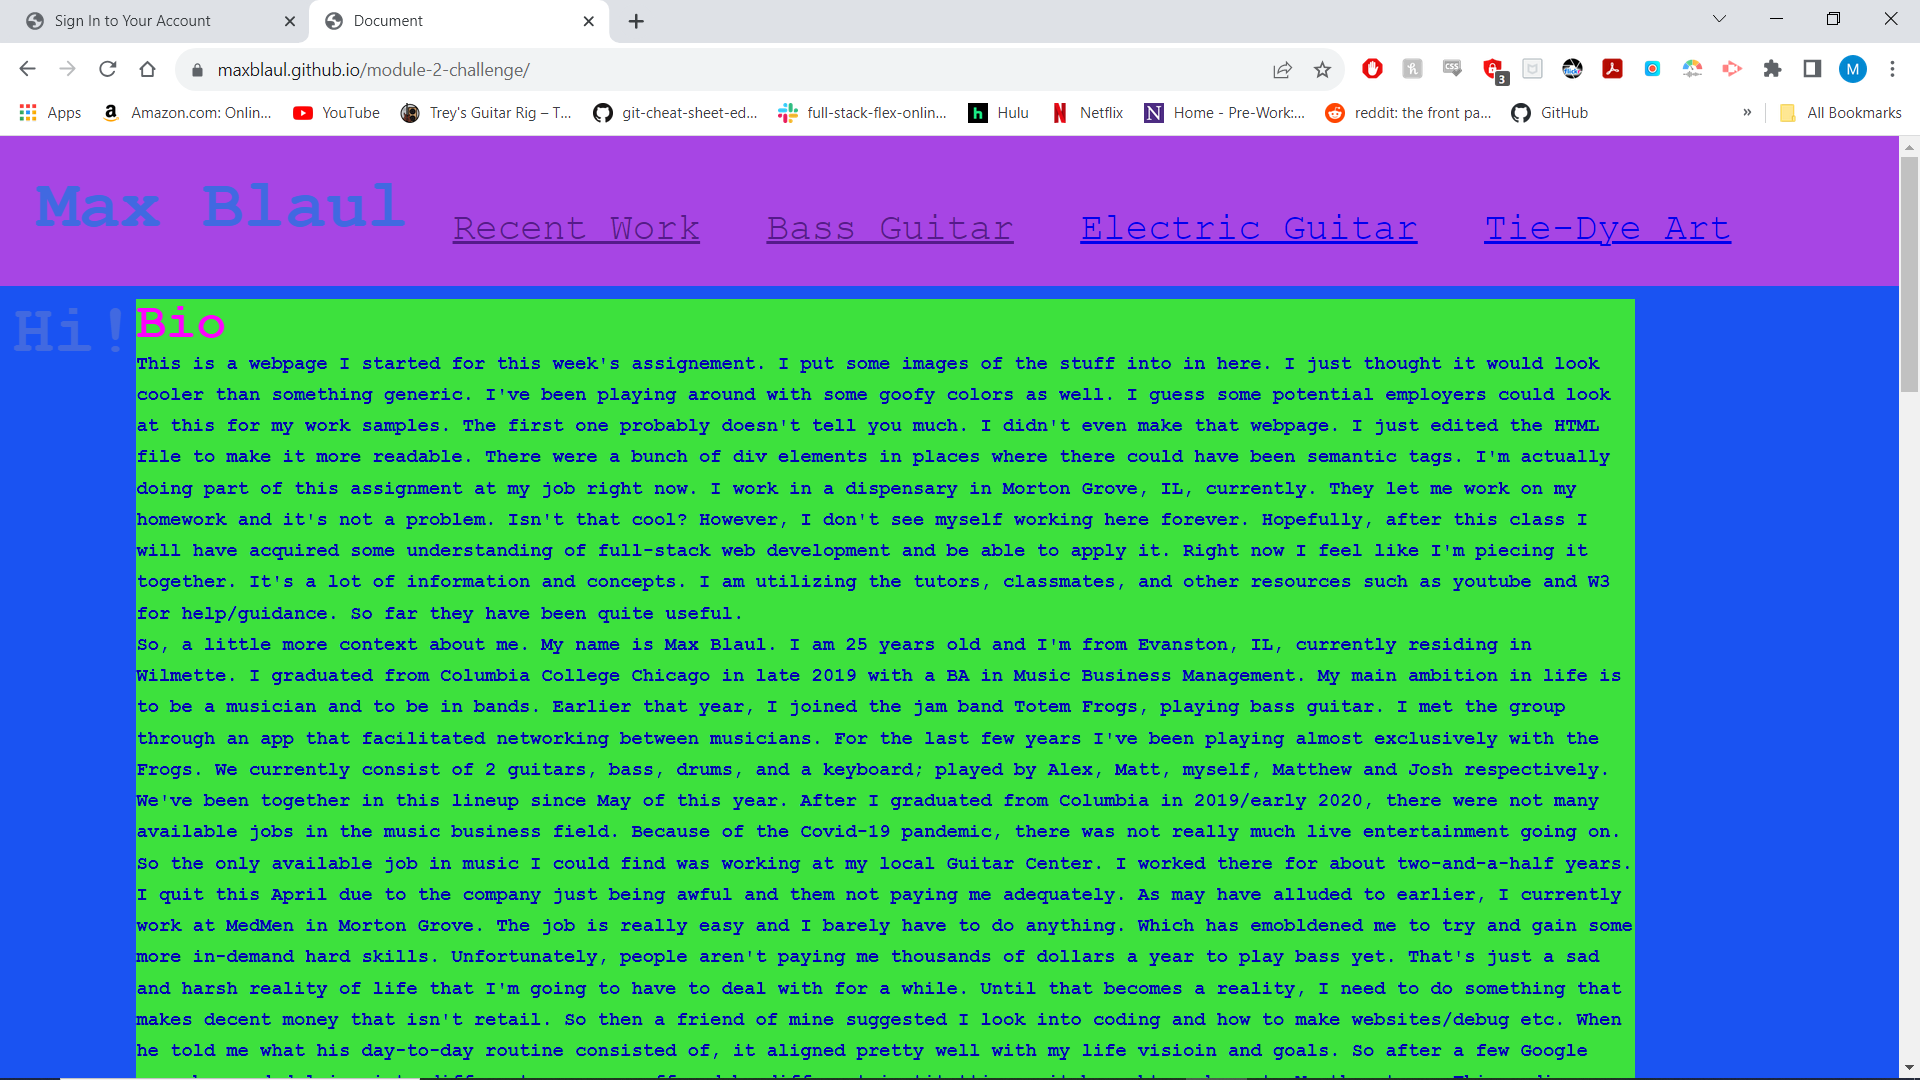 Sign In to Your Account
Document
maxblaul.github.io/module-2-challenge/
CSS
flickr
3
M
Apps
Amazon.com: Onlin...
YouTube
Trey's Guitar Rig – T...
git-cheat-sheet-ed...
full-stack-flex-onlin...
Hulu
Netflix
Home - Pre-Work:...
reddit: the front pa...
GitHub
»
All Bookmarks
Max Blaul
Recent Work
Bass Guitar
Electric Guitar
Tie-Dye Art
Hi!
Bio
This is a webpage I started for this week's assignement. I put some images of the stuff into in here. I just thought it would look
cooler than something generic. I've been playing around with some goofy colors as well. I guess some potential employers could look
at this for my work samples. The first one probably doesn't tell you much. I didn't even make that webpage. I just edited the HTML
file to make it more readable. There were a bunch of div elements in places where there could have been semantic tags. I'm actually
doing part of this assignment at my job right now. I work in a dispensary in Morton Grove, IL, currently. They let me work on my
homework and it's not a problem. Isn't that cool? However, I don't see myself working here forever. Hopefully, after this class I
will have acquired some understanding of full-stack web development and be able to apply it. Right now I feel like I'm piecing it
together. It's a lot of information and concepts. I am utilizing the tutors, classmates, and other resources such as youtube and W3
for help/guidance. So far they have been quite useful.
So, a little more context about me. My name is Max Blaul. I am 25 years old and I'm from Evanston, IL, currently residing in
Wilmette. I graduated from Columbia College Chicago in late 2019 with a BA in Music Business Management. My main ambition in life is
to be a musician and to be in bands. Earlier that year, I joined the jam band Totem Frogs, playing bass guitar. I met the group
through an app that facilitated networking between musicians. For the last few years I've been playing almost exclusively with the
Frogs. We currently consist of 2 guitars, bass, drums, and a keyboard; played by Alex, Matt, myself, Matthew and Josh respectively.
We've been together in this lineup since May of this year. After I graduated from Columbia in 2019/early 2020, there were not many
available jobs in the music business field. Because of the Covid-19 pandemic, there was not really much live entertainment going on.
So the only available job in music I could find was working at my local Guitar Center. I worked there for about two-and-a-half years.
I quit this April due to the company just being awful and them not paying me adequately. As may have alluded to earlier, I currently
work at MedMen in Morton Grove. The job is really easy and I barely have to do anything. Which has emobldened me to try and gain some
more in-demand hard skills. Unfortunately, people aren't paying me thousands of dollars a year to play bass yet. That's just a sad
and harsh reality of life that I'm going to have to deal with for a while. Until that becomes a reality, I need to do something that
makes decent money that isn't retail. So then a friend of mine suggested I look into coding and how to make websites/debug etc. When
he told me what his day-to-day routine consisted of, it aligned pretty well with my life visioin and goals. So after a few Google